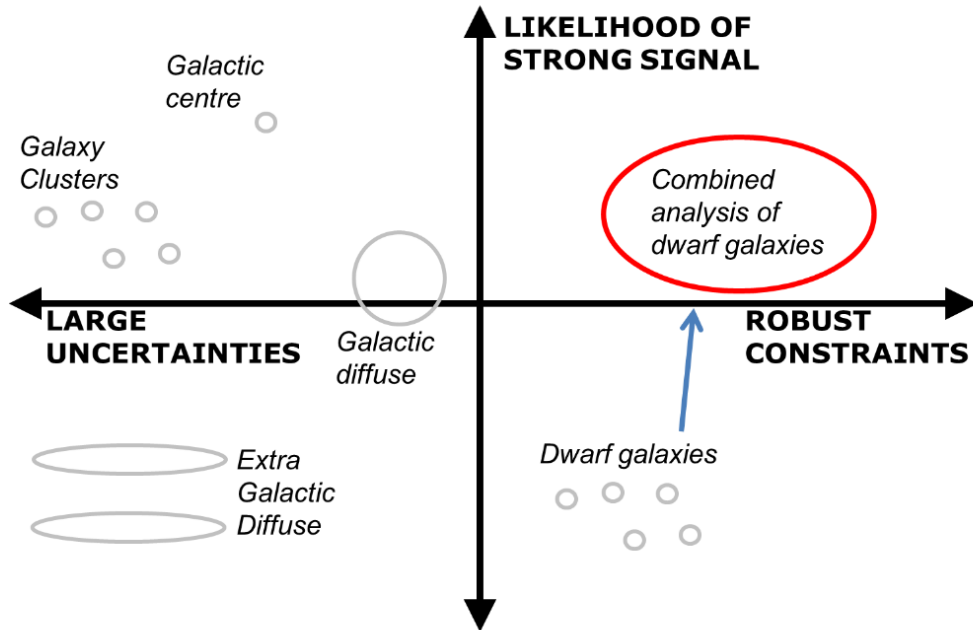 LIKELIHOOD OF
STRONG SIGNAL
Galactic
centre
Galaxy
Clusters
Combined
analysis of
dwarf galaxies
LARGE
UNCERTAINTIES
ROBUST
CONSTRAINTS
Galactic
diffuse
Extra
Galactic
Diffuse
Dwarf galaxies